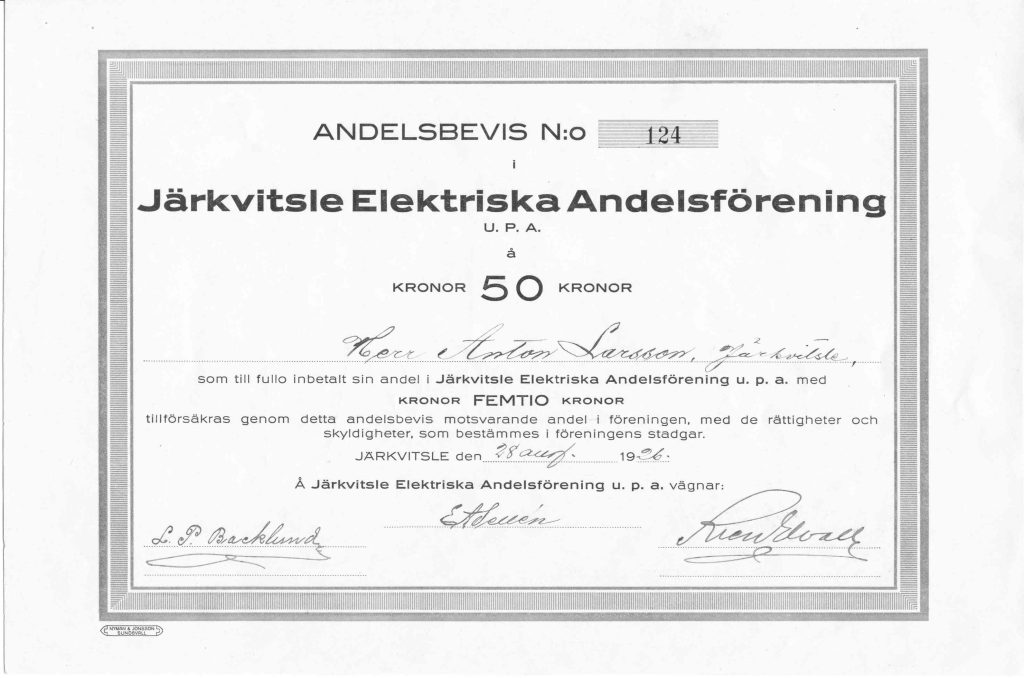 ANDELSBEVIS N:o 124
i
Järkvitsle Elektriska Andelsförening
U. P. A.
å
KRONOR 50 KRONOR
Herr Anton Larsson, Järkvitsle,
som till fullo inbetalt sin andel i Järkvitsle Elektriska Andelsförening u. p. a. med
KRONOR FEMTIO KRONOR
tillförsäkras genom detta andelsbevis motsvarande andel i föreningen, med de rättigheter och
skyldigheter, som bestämmes i föreningens stadgar.
JÄRKVITSLE den 28 aug. 1926.
Å Järkvitsle Elektriska Andelsförening u. p. a. vägnar:
L. P. Backlund
NYMAN & JONSSON
SUNDSVALL